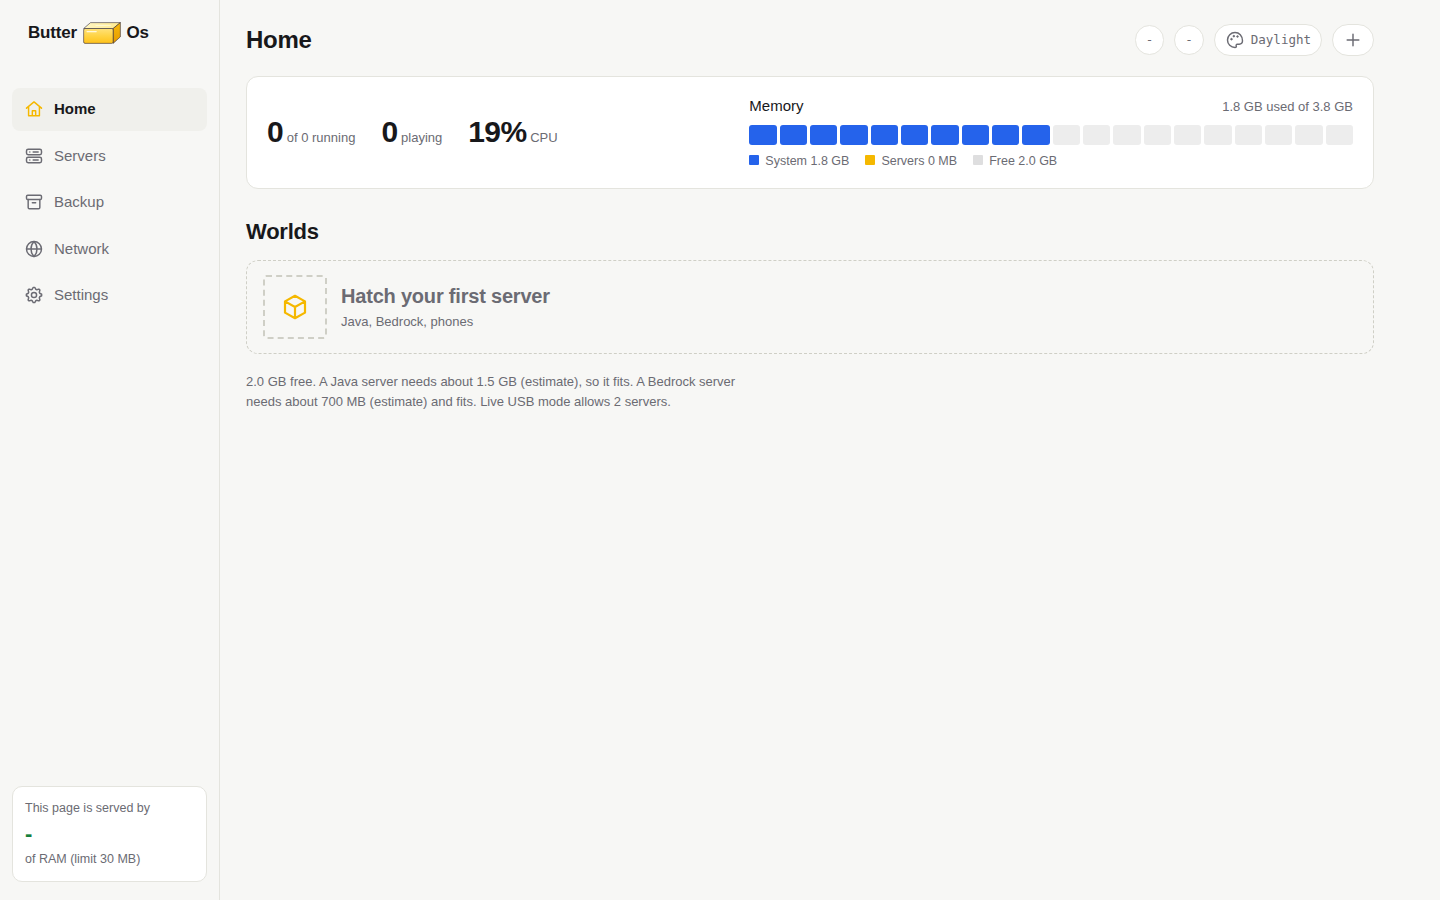 Butter Os
Home
Servers
Backup
Network
Settings
This page is served by
-
of RAM (limit 30 MB)
Home
-
-
Daylight
0 of 0 running
0 playing
19% CPU
Memory
1.8 GB used of 3.8 GB
System 1.8 GB
Servers 0 MB
Free 2.0 GB
Worlds
Hatch your first server
Java, Bedrock, phones
2.0 GB free. A Java server needs about 1.5 GB (estimate), so it fits. A Bedrock server
needs about 700 MB (estimate) and fits. Live USB mode allows 2 servers.